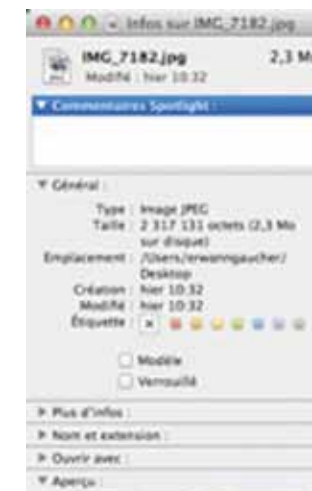 Infos sur IMG_7182.jpg
IMG_7182.jpg 2,3 M
Modifié : hier 10:32
Commentaires Spotlight :
Général :
Type : Image JPEG
Taille : 2 317 131 octets (2,3 Mo
sur disque)
Emplacement : /Users/erwanngaucher/
Desktop
Création : hier 10:32
Modifié : hier 10:32
Étiquette :
Modèle
Verrouillé
Plus d'infos :
Nom et extension :
Ouvrir avec :
Aperçu :